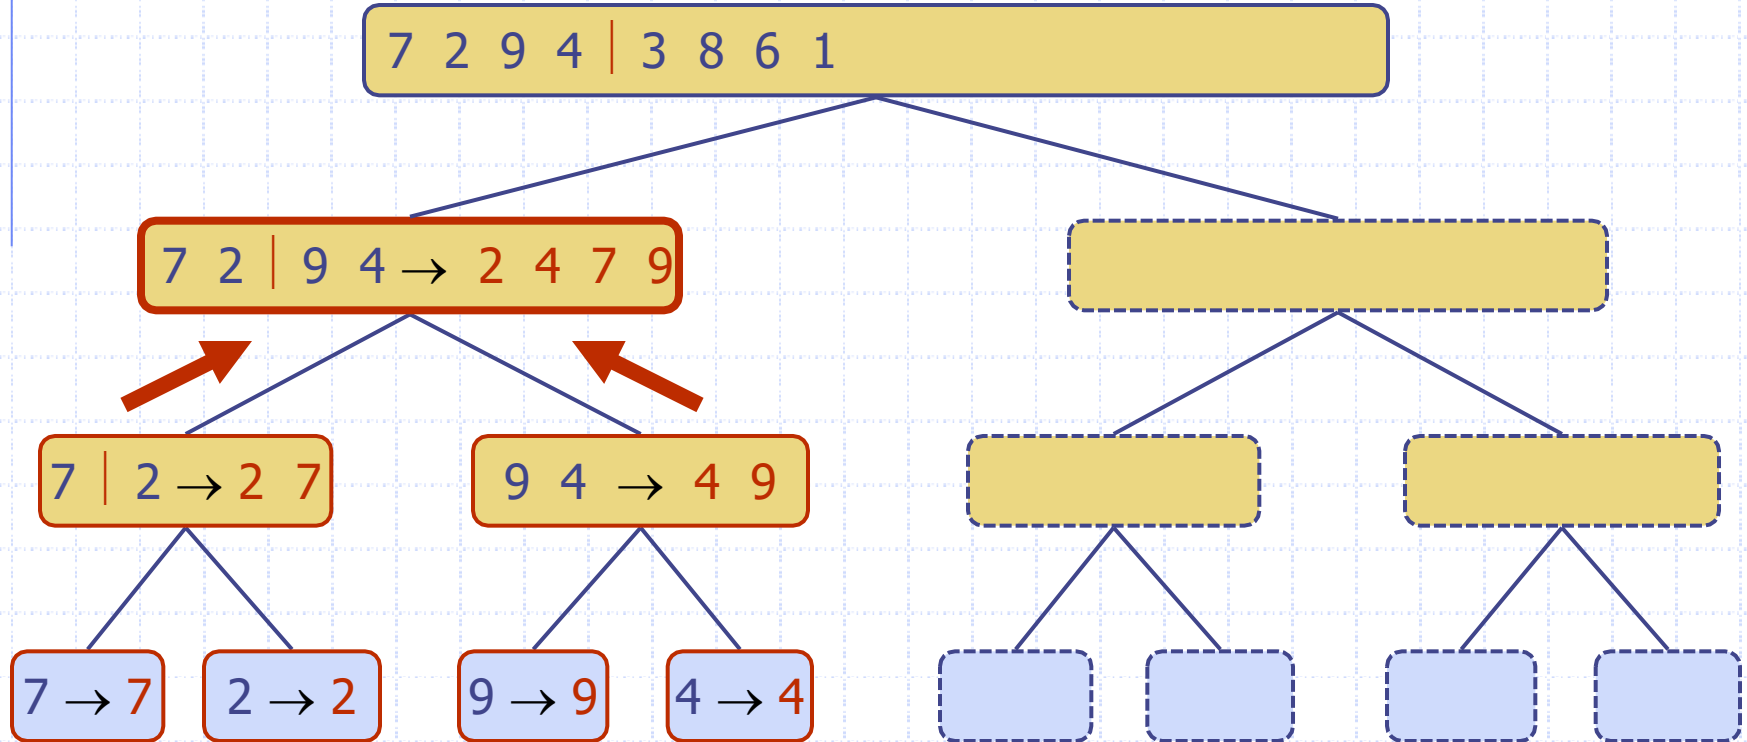 7 2 9 4 | 3 8 6 1
7 2 | 9 4 → 2 4 7 9
7 | 2 → 2 7
9 4 → 4 9
7 → 7
2 → 2
9 → 9
4 → 4